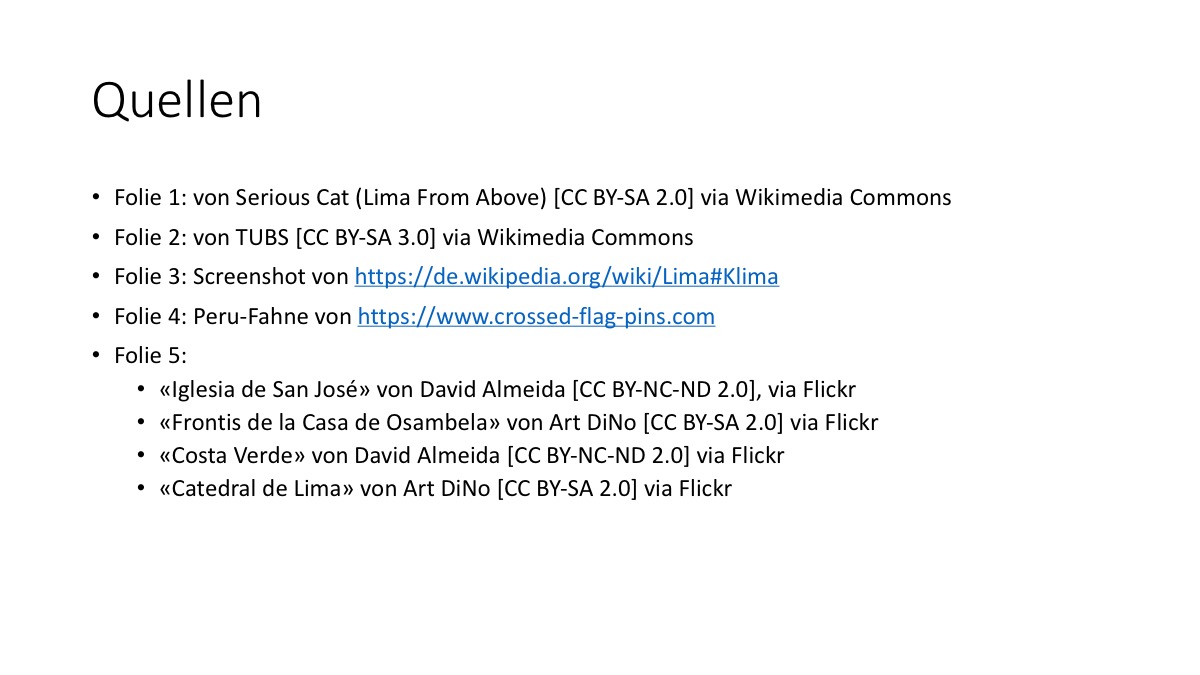 Quellen
• Folie 1: von Serious Cat (Lima From Above) [CC BY-SA 2.0] via Wikimedia Commons
• Folie 2: von TUBS [CC BY-SA 3.0] via Wikimedia Commons
• Folie 3: Screenshot von https://de.wikipedia.org/wiki/Lima#Klima
• Folie 4: Peru-Fahne von https://www.crossed-flag-pins.com
• Folie 5:
• «Iglesia de San José» von David Almeida [CC BY-NC-ND 2.0], via Flickr
• «Frontis de la Casa de Osambela» von Art DiNo [CC BY-SA 2.0] via Flickr
• «Costa Verde» von David Almeida [CC BY-NC-ND 2.0] via Flickr
• «Catedral de Lima» von Art DiNo [CC BY-SA 2.0] via Flickr